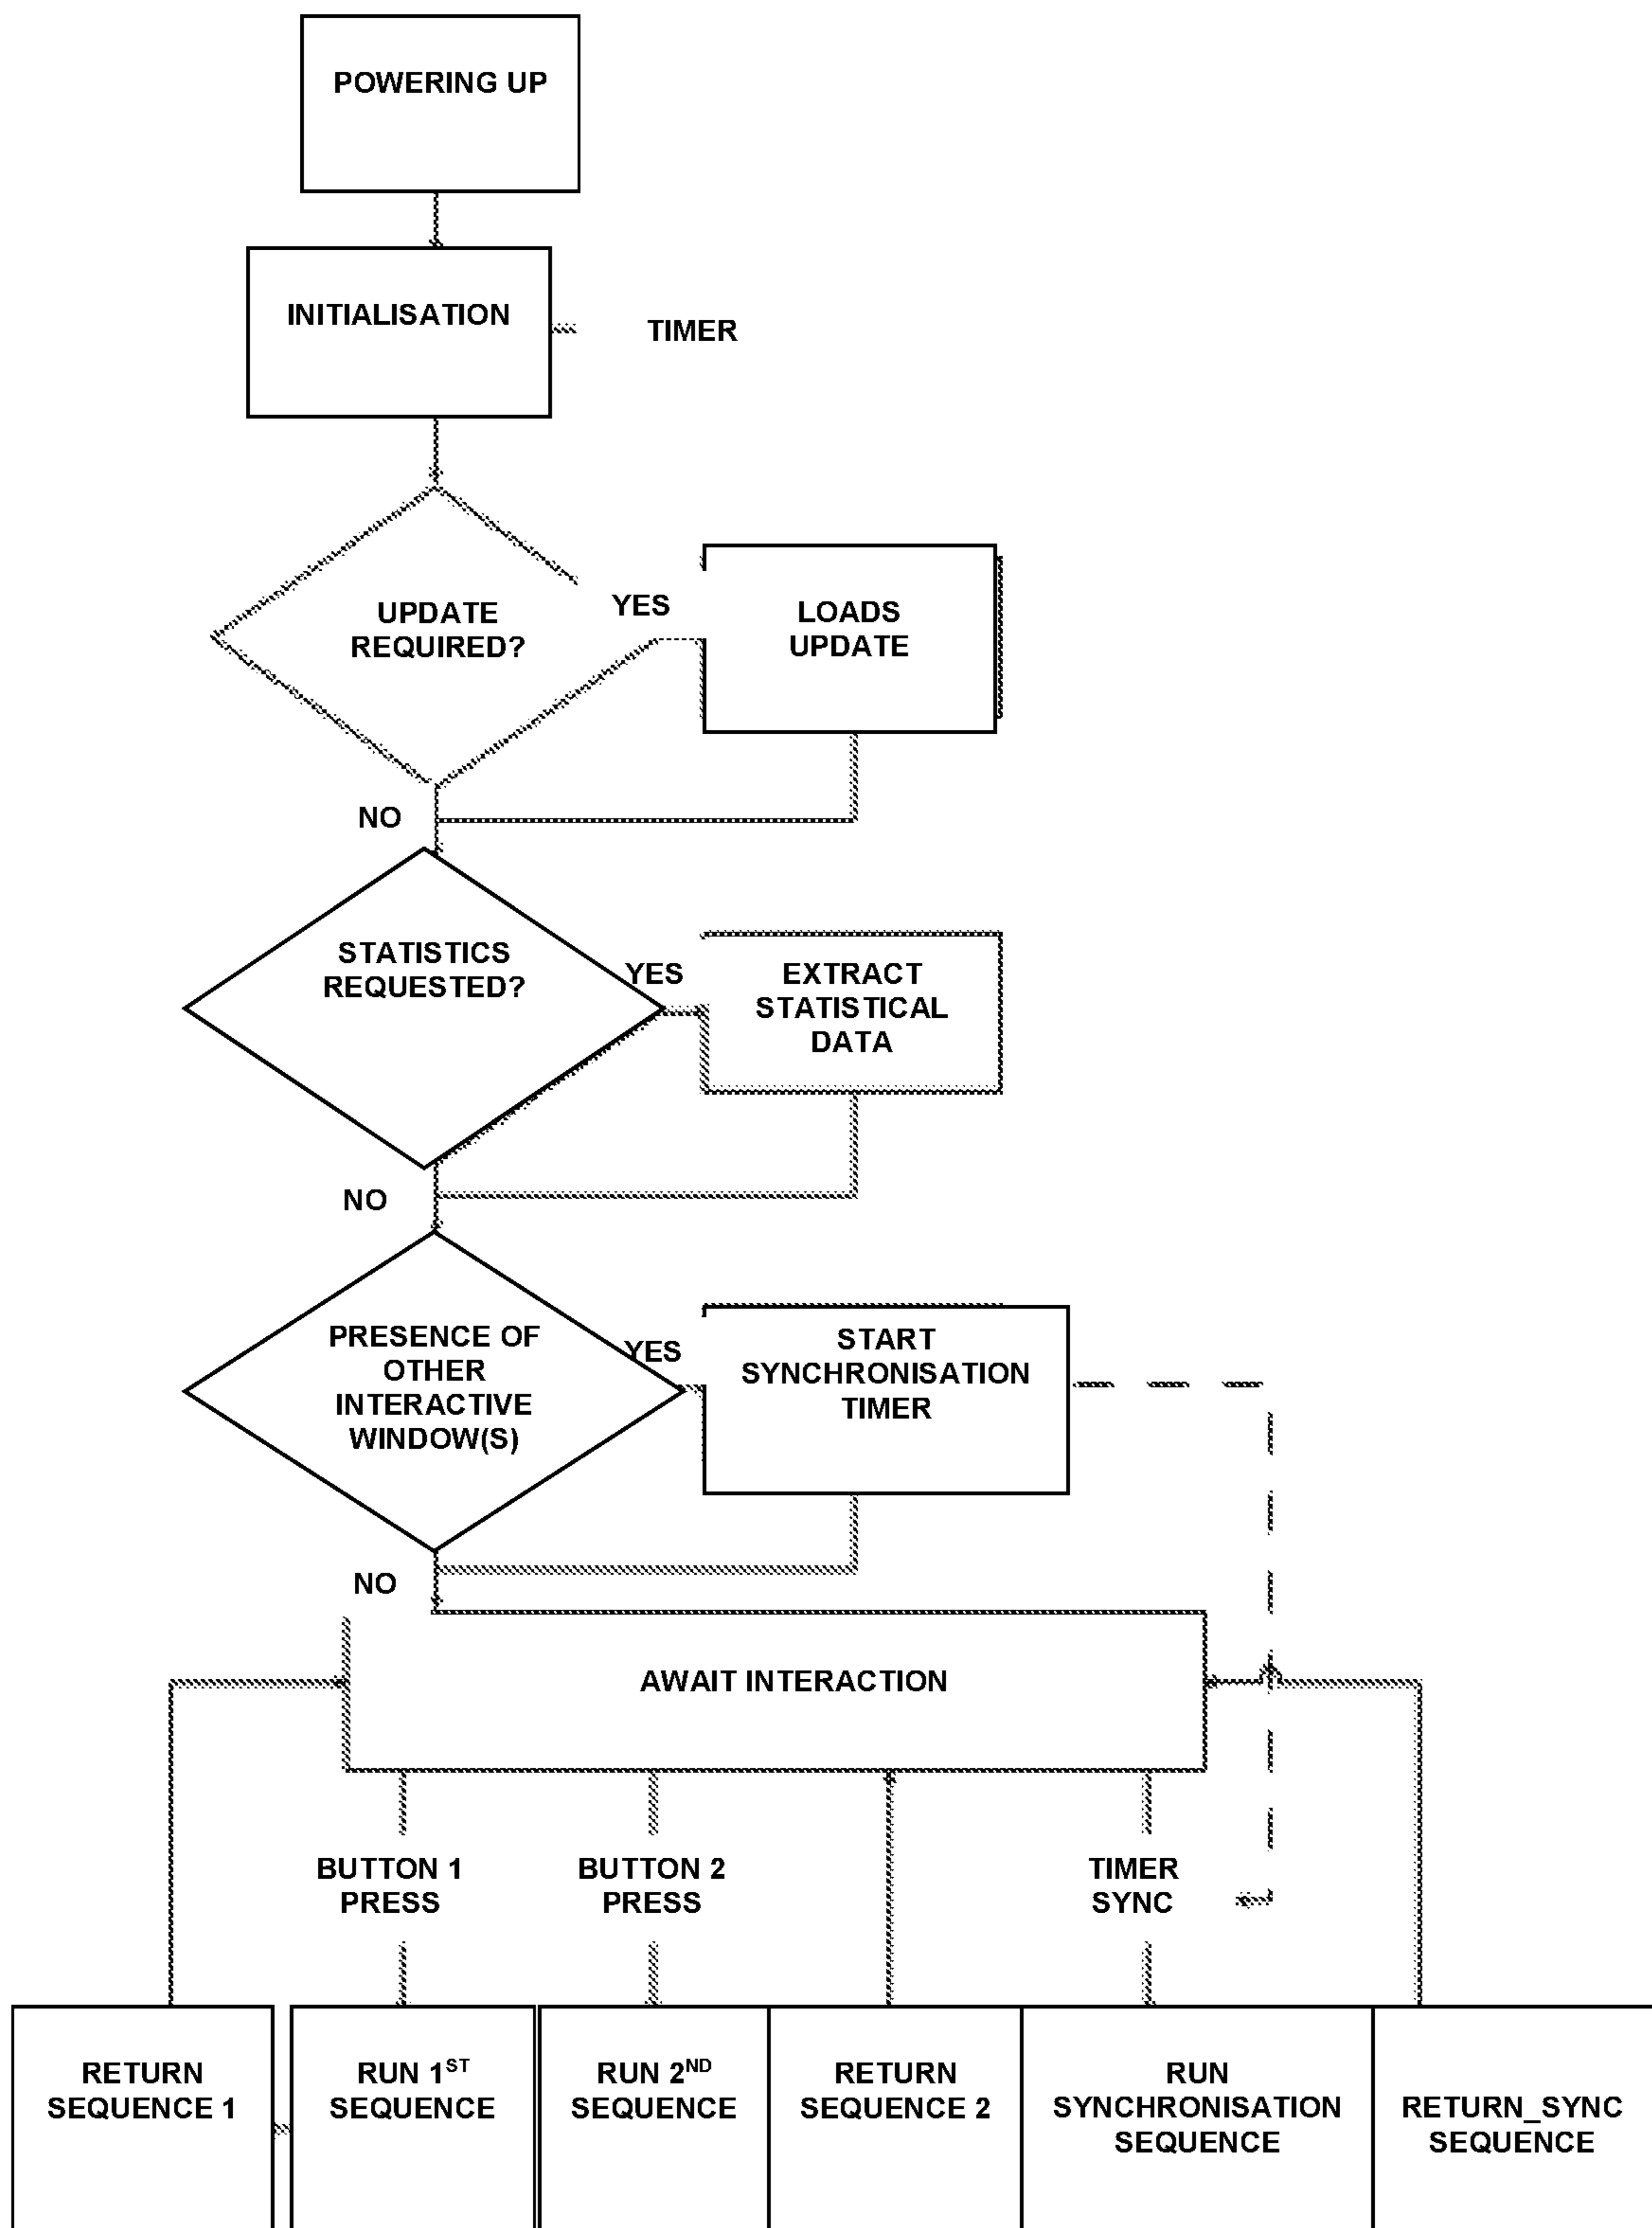 POWERING UP
INITIALISATION
TIMER
UPDATE
REQUIRED?
YES
LOADS
UPDATE
NO
STATISTICS
REQUESTED?
YES
EXTRACT
STATISTICAL
DATA
NO
PRESENCE OF
OTHER
INTERACTIVE
WINDOW(S)
YES
START
SYNCHRONISATION
TIMER
NO
AWAIT INTERACTION
BUTTON 1
PRESS
BUTTON 2
PRESS
TIMER
SYNC
RETURN
SEQUENCE 1
RUN 1ST
SEQUENCE
RUN 2ND
SEQUENCE
RETURN
SEQUENCE 2
RUN
SYNCHRONISATION
SEQUENCE
RETURN_SYNC
SEQUENCE